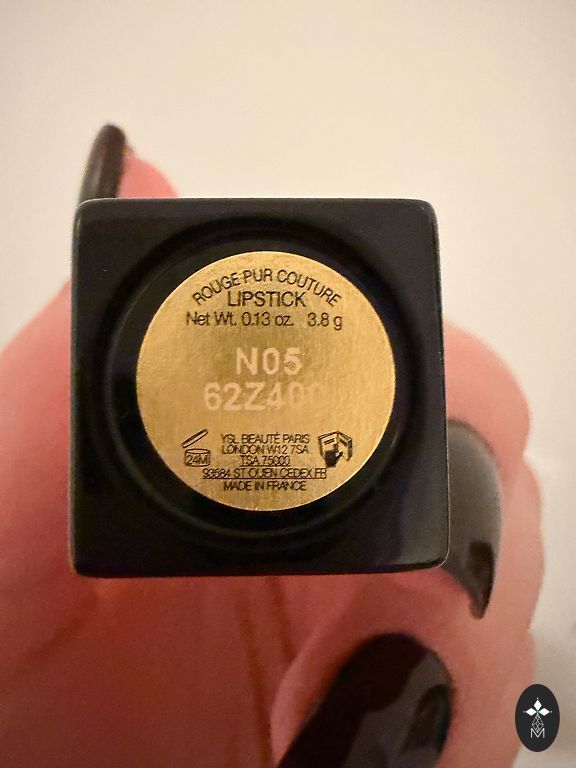 ROUGE PUR COUTURE
LIPSTICK
Net Wt. 0.13 oz. 3.8 g
N05
62Z400
24M
YSL BEAUTÉ PARIS
LONDON W12 7SA
TSA 75000
93584 ST OUEN CEDEX FR
MADE IN FRANCE
M